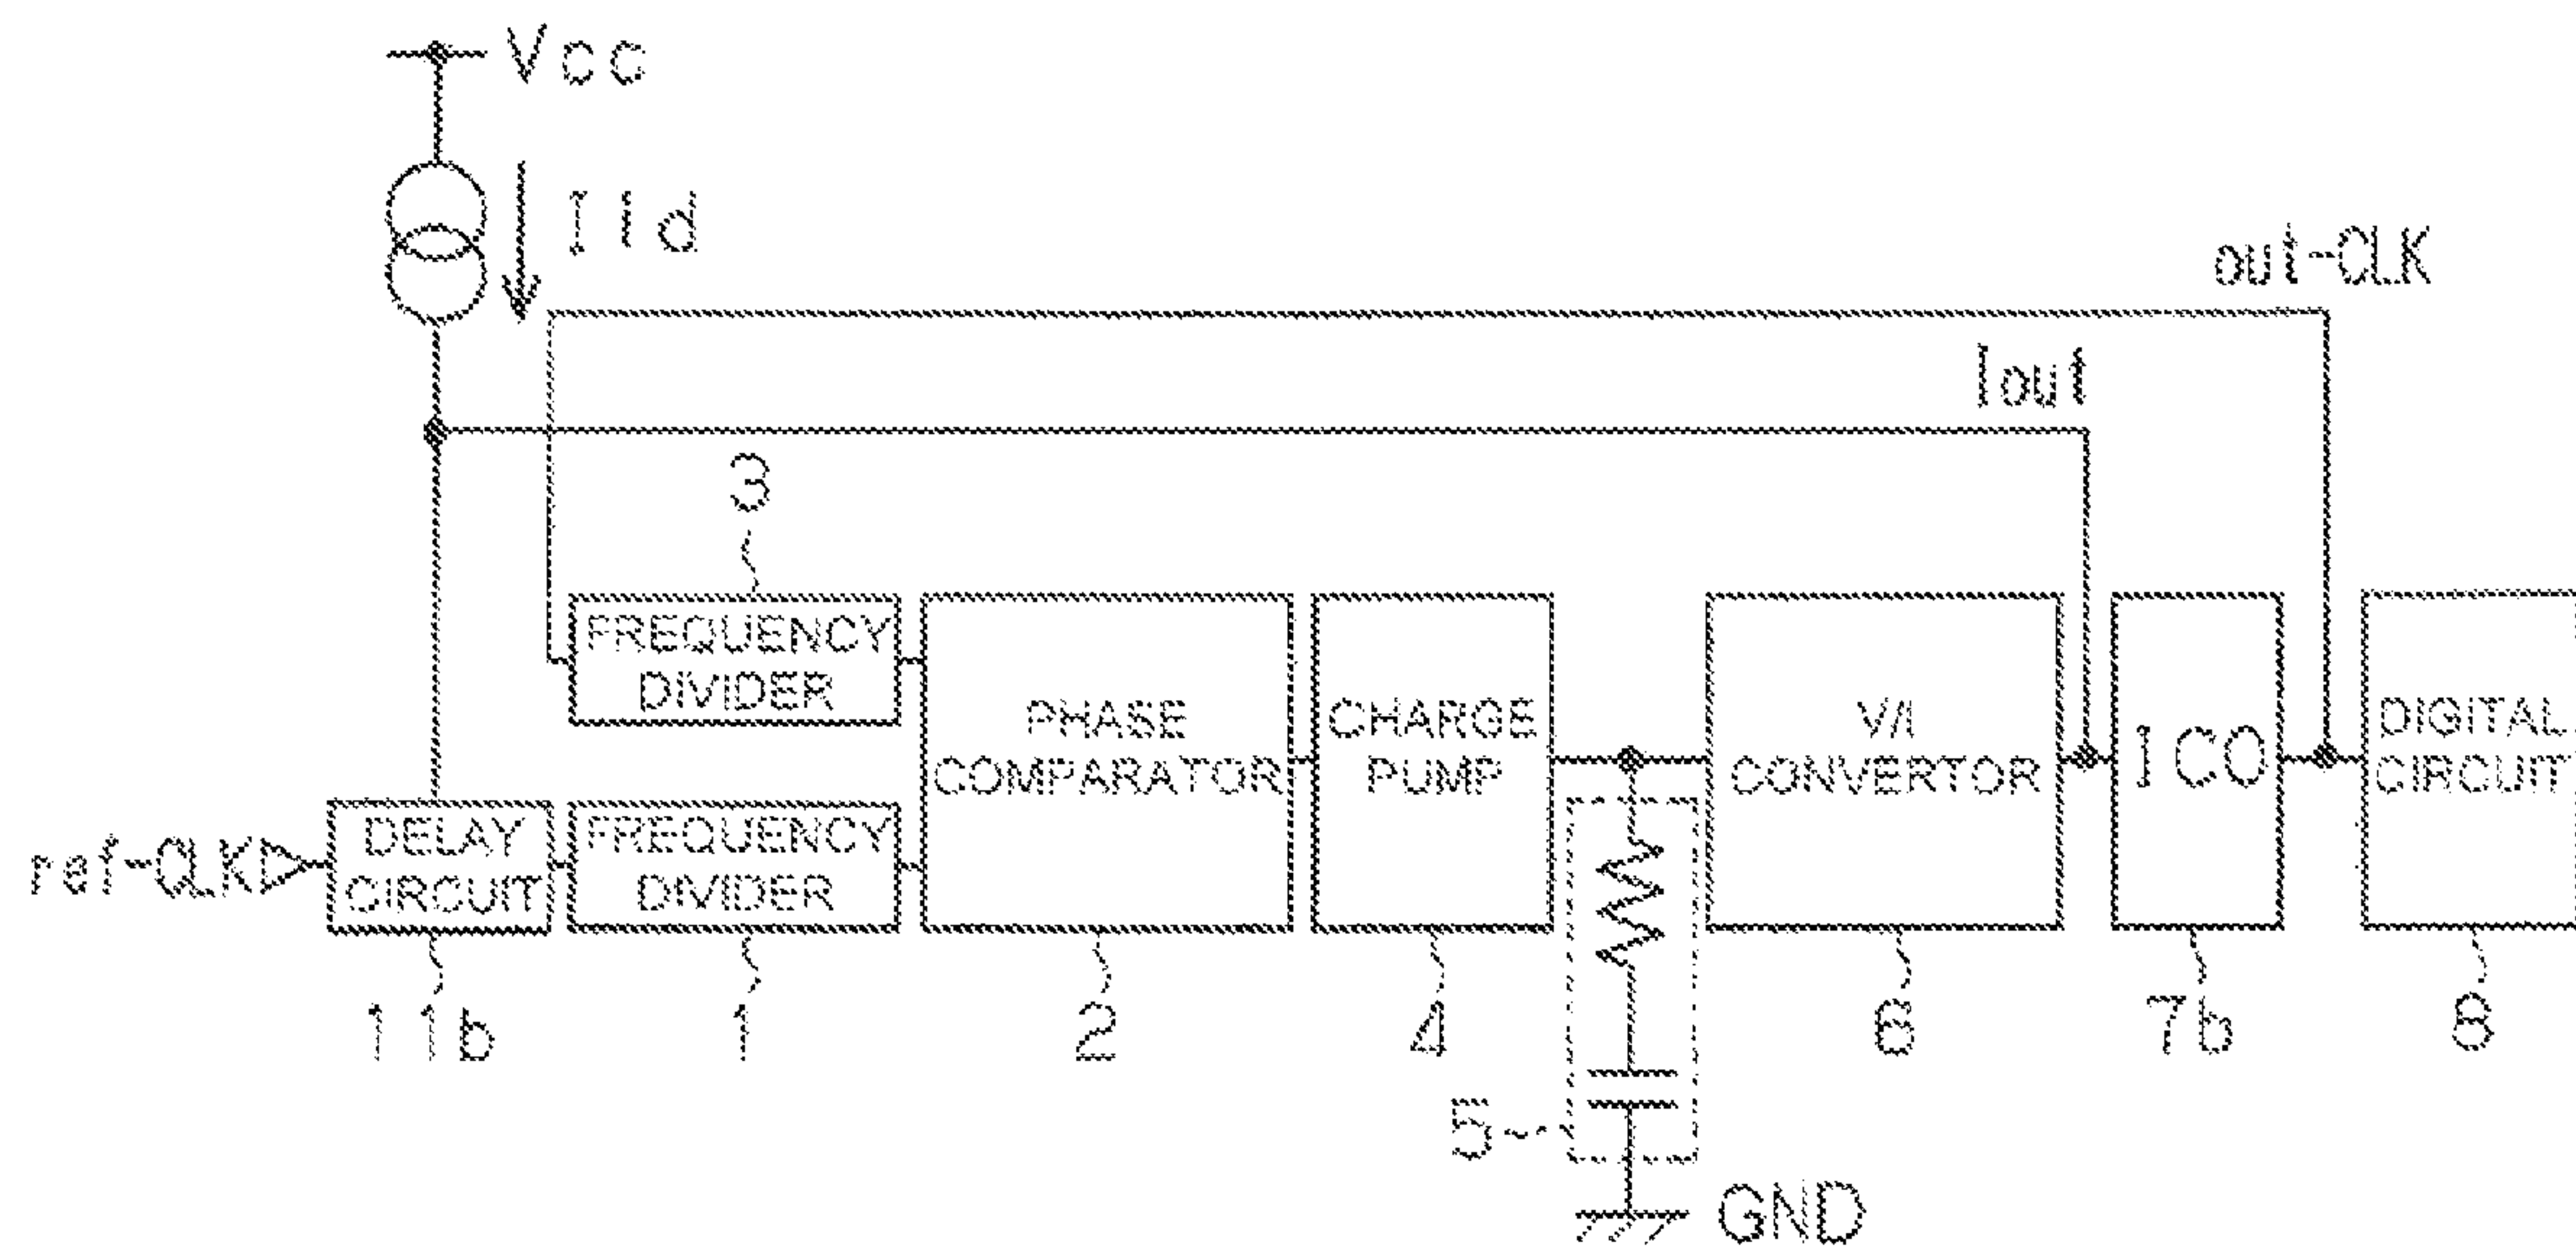 Vcc
I1d
out-CLK
Iout
3
FREQUENCY
DIVIDER
PHASE
COMPARATOR
CHARGE
PUMP
V/I
CONVERTOR
ICO
DIGITAL
CIRCUIT
ref-CLK
DELAY
CIRCUIT
FREQUENCY
DIVIDER
11b
1
2
4
6
7b
8
5
GND